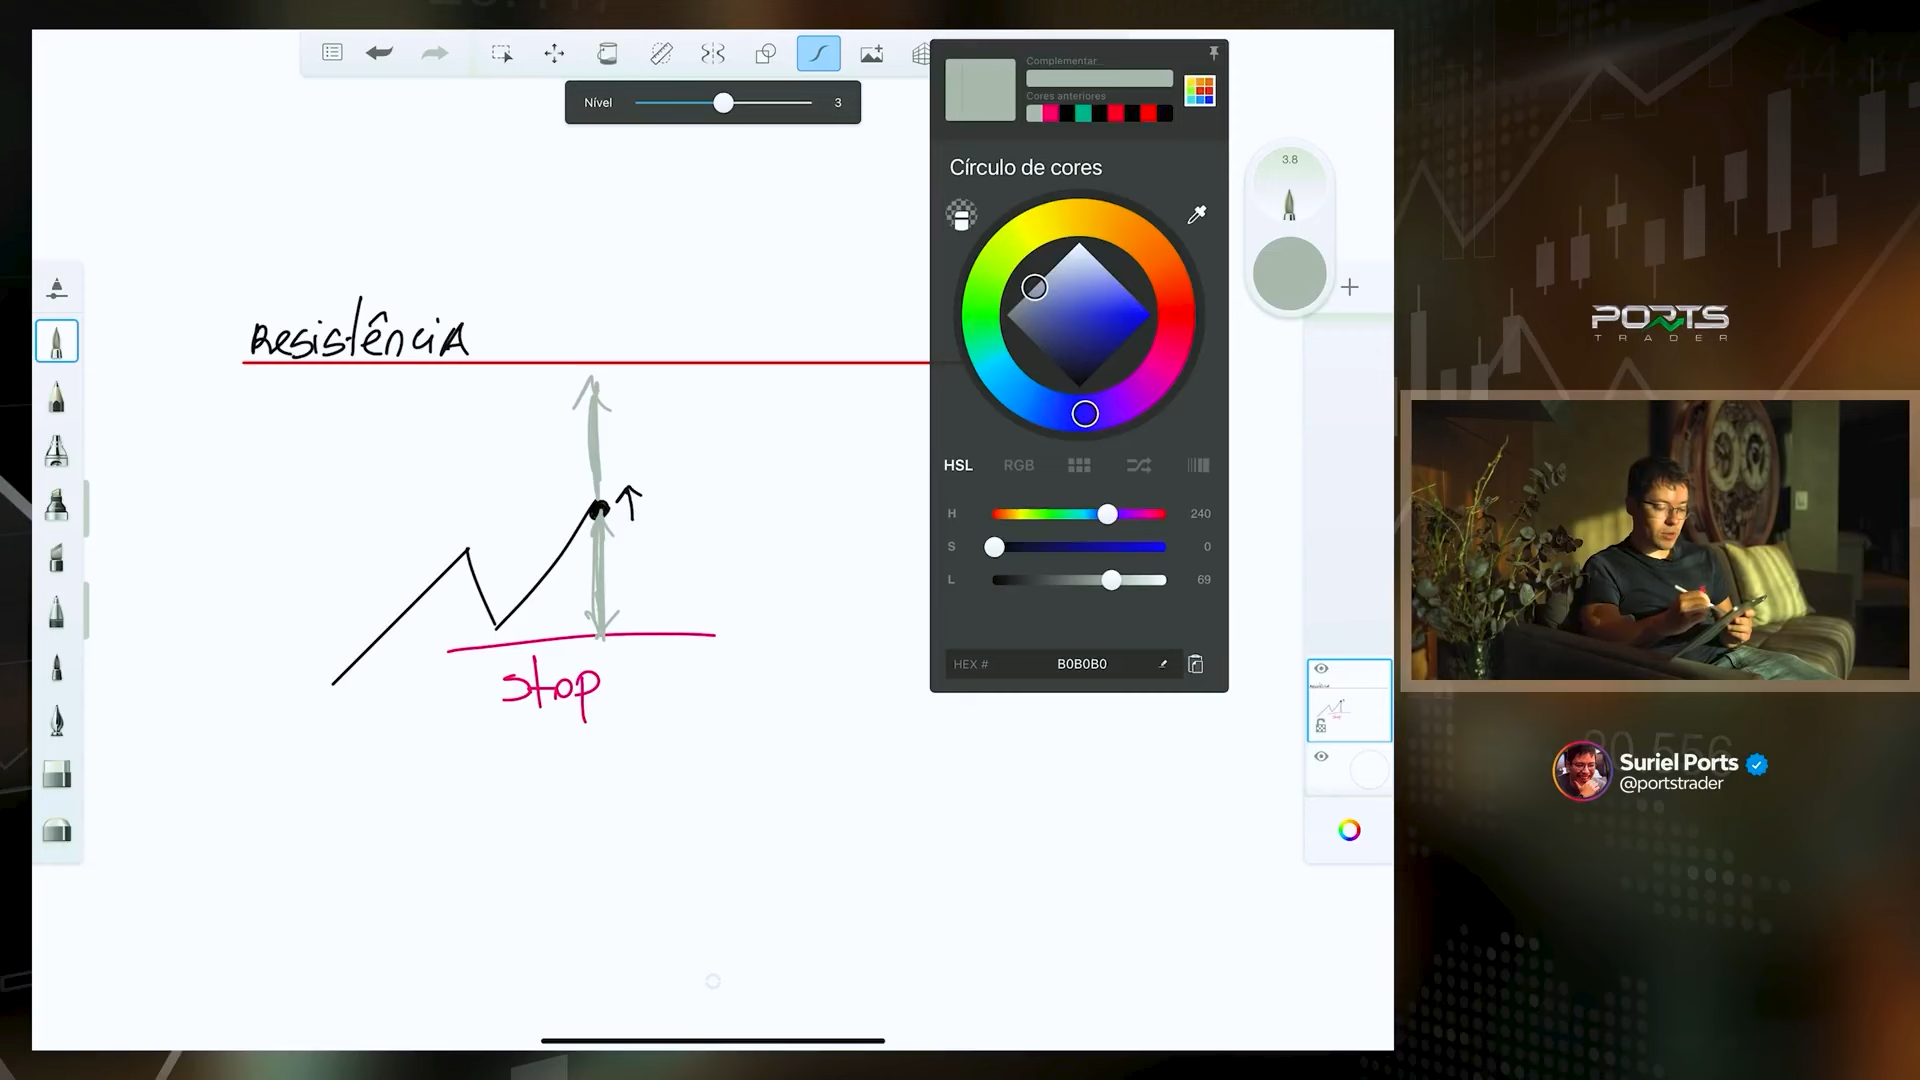 Nível
3
Complementar...
Cores anteriores
Círculo de cores
3.8
HSL
RGB
H
240
S
0
L
69
HEX #
B0B0B0
Resistência
stop
PORTS
TRADER
Suriel Ports
@portstrader